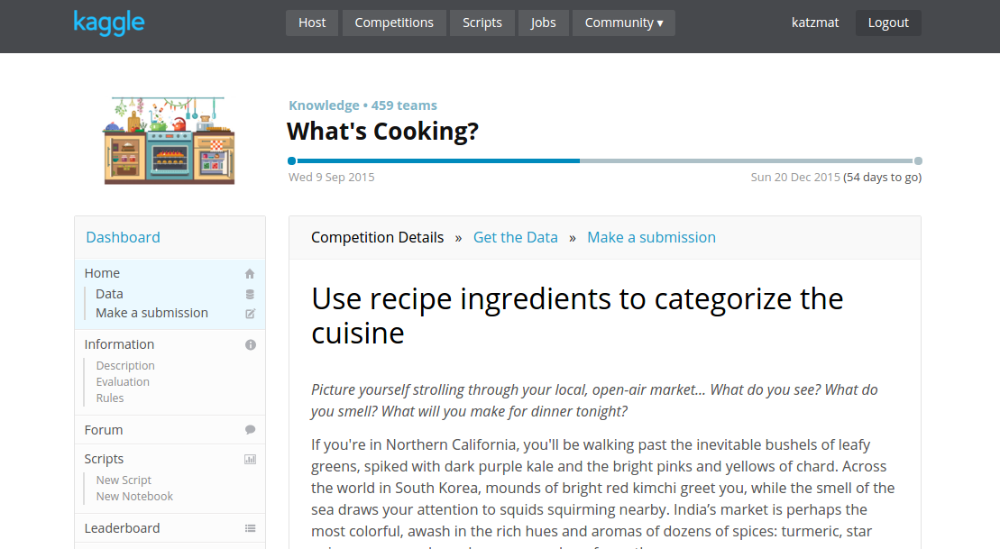 kaggle
Host
Competitions
Scripts
Jobs
Community ▾
katzmat
Logout
Knowledge • 459 teams
What's Cooking?
Wed 9 Sep 2015
Sun 20 Dec 2015 (54 days to go)
Dashboard
Home
Data
Make a submission
Information
Description
Evaluation
Rules
Forum
Scripts
New Script
New Notebook
Leaderboard
Competition Details » Get the Data » Make a submission
Use recipe ingredients to categorize the
cuisine
Picture yourself strolling through your local, open-air market... What do you see? What do
you smell? What will you make for dinner tonight?
If you're in Northern California, you'll be walking past the inevitable bushels of leafy
greens, spiked with dark purple kale and the bright pinks and yellows of chard. Across
the world in South Korea, mounds of bright red kimchi greet you, while the smell of the
sea draws your attention to squids squirming nearby. India’s market is perhaps the
most colorful, awash in the rich hues and aromas of dozens of spices: turmeric, star